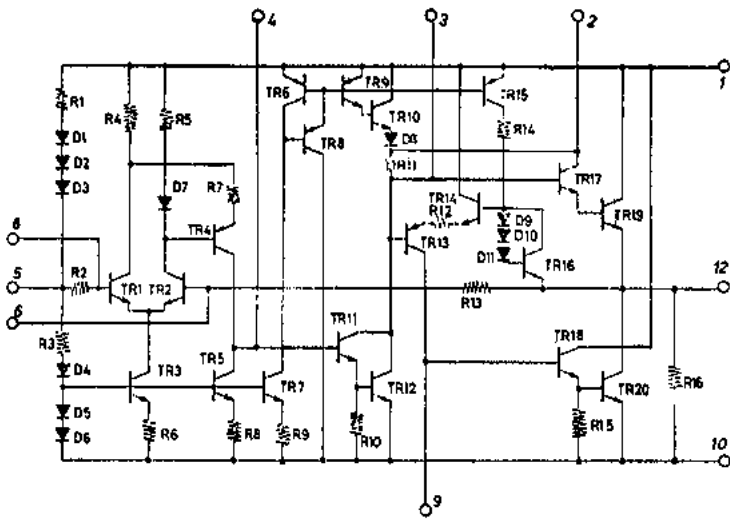 4
3
2
1
R1
R4
R5
TR6
TR9
TR10
TR15
D1
D2
D3
TR8
D8
R14
R11
D7
R7
TR17
TR14
R12
D9
D10
D11
TR19
TR4
TR13
TR16
6
5
R2
TR1
TR2
R13
12
6
R3
TR11
TR18
D4
TR3
TR5
TR7
TR12
TR20
R16
D5
D6
R6
R8
R9
R10
R15
10
9